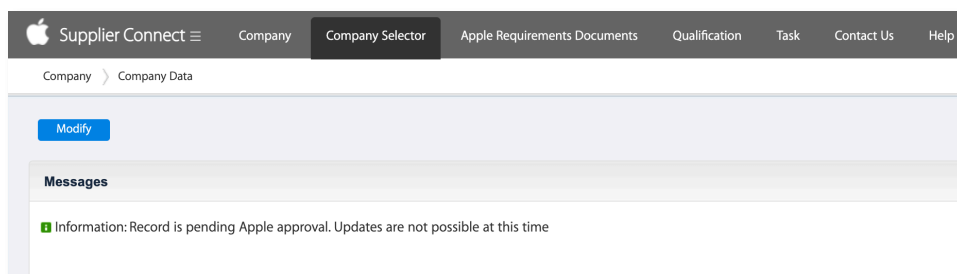 Supplier Connect Company Company Selector Apple Requirements Documents Qualification Task Contact Us Help
Company Company Data
Modify
Messages
Information: Record is pending Apple approval. Updates are not possible at this time